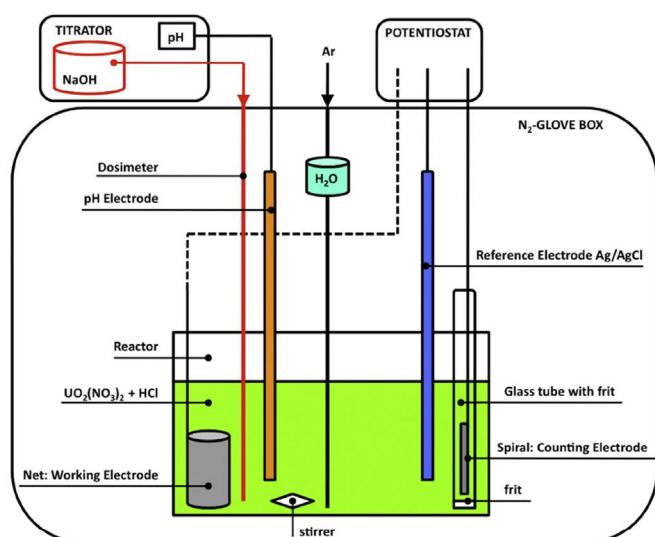 TITRATOR
pH
NaOH
Ar
POTENTIOSTAT
N₂-GLOVE BOX
Dosimeter
H₂O
pH Electrode
Reference Electrode Ag/AgCl
Reactor
UO₂(NO₃)₂ + HCl
Glass tube with frit
Spiral: Counting Electrode
Net: Working Electrode
frit
stirrer